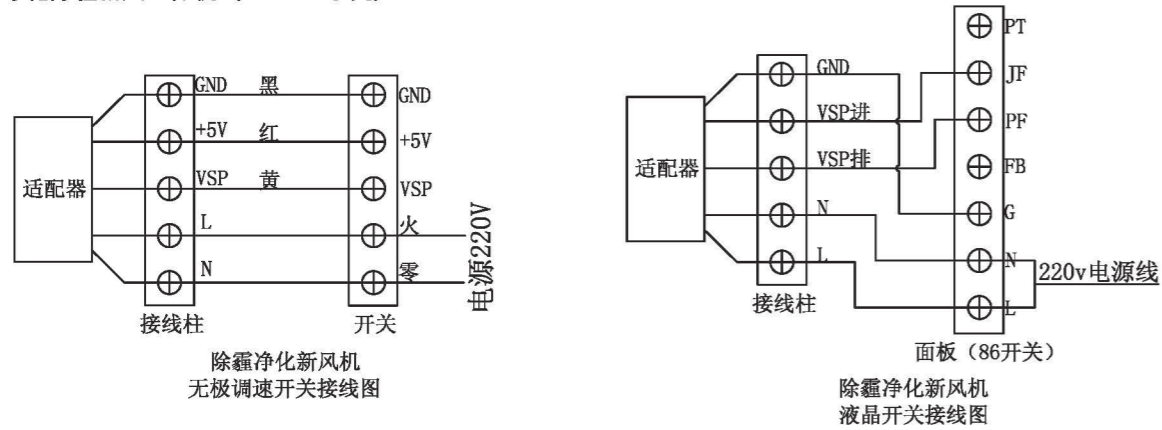 适配器
GND 黑 GND
+5V 红 +5V
VSP 黄 VSP
L 火
N 零
电源220V
接线柱 开关
除霾净化新风机
无极调速开关接线图
PT
GND JF
VSP进 PF
适配器 VSP排 FB
N G
L N
220v电源线
L
接线柱
面板（86开关）
除霾净化新风机
液晶开关接线图